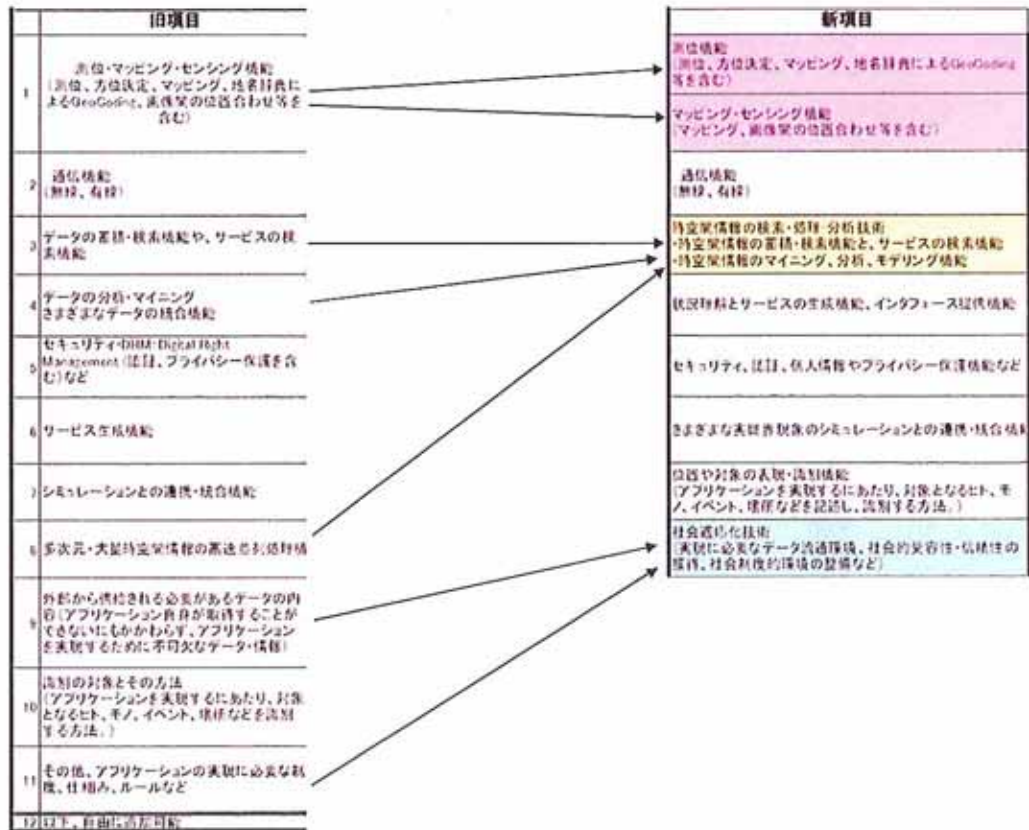 旧項目
1
測位・マッピング・センシング機能
(測位、方位決定、マッピング、地名辞典に
よるGeoCoding、画像間の位置合わせ等を
含む)
2
通信機能
(無線、有線)
3
データの蓄積・検索機能や、サービスの検
索機能
4
データの分析・マイニング
さまざまなデータの統合機能
5
セキュリティ・DRM:Digital Right
Management (認証、プライバシー保護を含
む)など
6
サービス生成機能
7
シミュレーションとの連携・統合機能
8
多次元・大量時空間情報の高速並列処理機
9
外部から供給される必要があるデータの内
容(アプリケーション自身が取得することが
できないにもかかわらず、アプリケーション
を実現するために不可欠なデータ・情報)
10
識別の対象とその方法
(アプリケーションを実現するにあたり、対象
となるヒト、モノ、イベント、場所などを識別
する方法。)
11
その他、アプリケーションの実現に必要な制
度、仕組み、ルールなど
12
以下、自由に追加可能
新項目
測位機能
(測位、方位決定、マッピング、地名辞典によるGeoCoding
等を含む)
マッピング・センシング機能
(マッピング、画像間の位置合わせ等を含む)
通信機能
(無線、有線)
時空間情報の検索・処理・分析技術
・時空間情報の蓄積・検索機能と、サービスの検索機能
・時空間情報のマイニング、分析、モデリング機能
状況理解とサービスの生成機能、インタフェース提供機能
セキュリティ、認証、個人情報やプライバシー保護機能など
さまざまな実世界現象のシミュレーションとの連携・統合機能
位置や対象の表現・識別機能
(アプリケーションを実現するにあたり、対象となるヒト、モ
ノ、イベント、場所などを記述し、識別する方法。)
社会適応化技術
(実現に必要なデータ流通環境、社会的受容性・信頼性の
獲得、社会制度的環境の整備など)